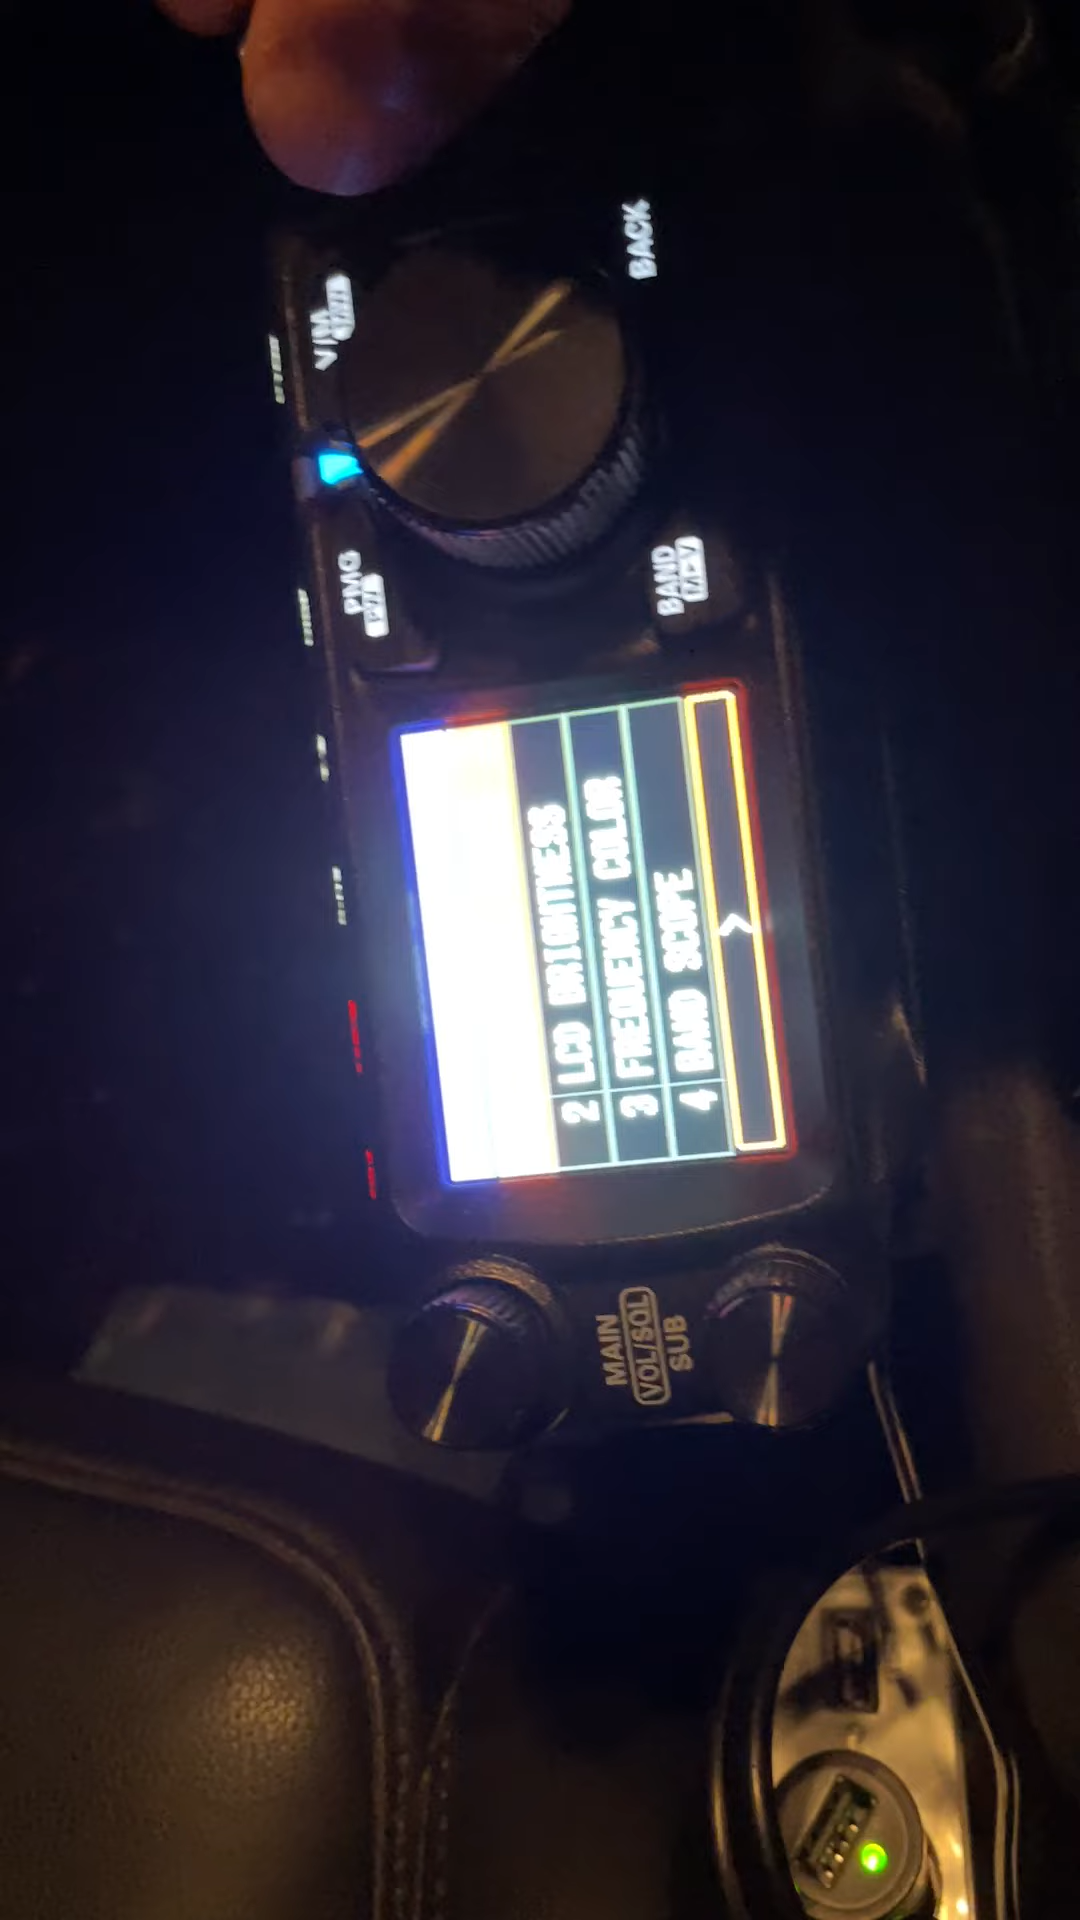 V/M
BACK
PMG
BAND
2 LCD BRIGHTNESS
3 FREQUENCY COLOR
4 BAND SCOPE
MAIN
VOL/SQL
SUB